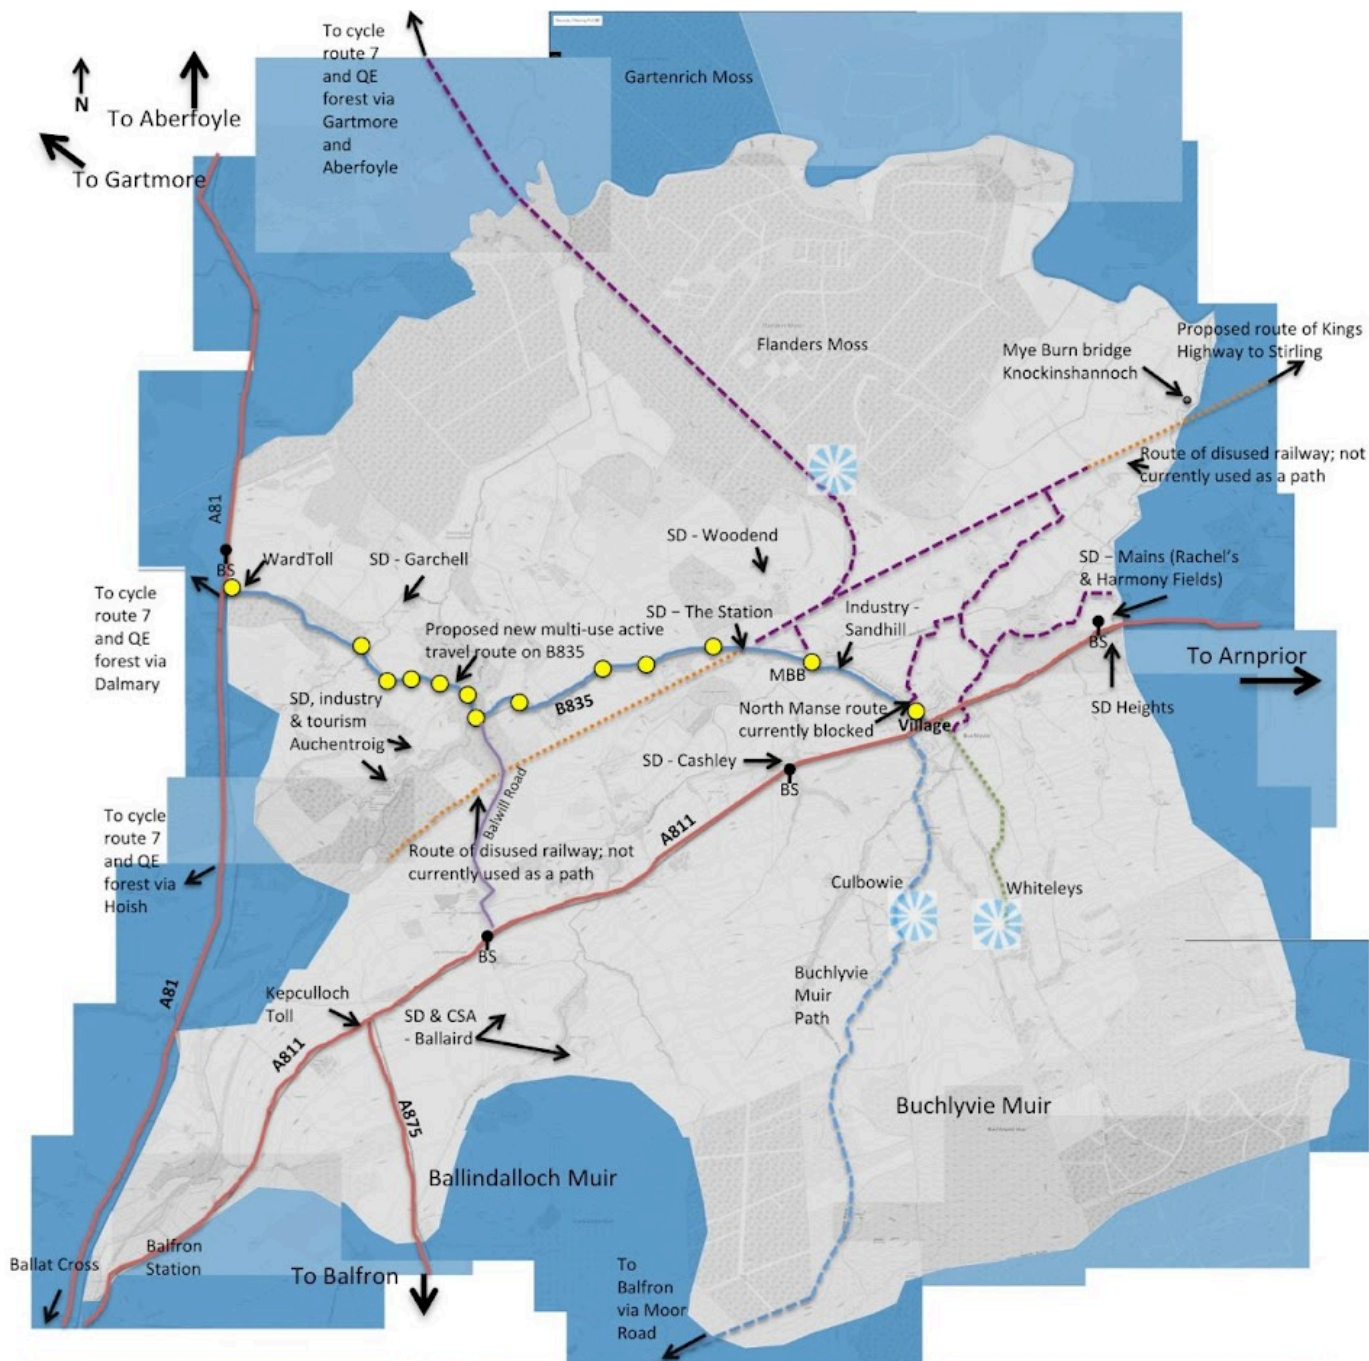 To cycle
route 7
and QE
forest via
Gartmore
and
Aberfoyle
Gartenrich Moss
N
To Aberfoyle
To Gartmore
Flanders Moss
Mye Burn bridge
Knockinshannoch
Proposed route of Kings
Highway to Stirling
Route of disused railway; not
currently used as a path
A81
BS
WardToll
SD - Garchell
SD - Woodend
SD – Mains (Rachel's
& Harmony Fields)
To cycle
route 7
and QE
forest via
Dalmary
SD – The Station
Industry -
Sandhill
Proposed new multi-use active
travel route on B835
BS
To Arnprior
MBB
SD, industry
& tourism
Auchentroig
B835
North Manse route
currently blocked
Village
SD Heights
SD - Cashley
BS
To cycle
route 7
and QE
forest via
Hoish
Balwill Road
A811
Route of disused railway; not
currently used as a path
Culbowie
Whiteleys
BS
A81
Kepculloch
Toll
SD & CSA
- Ballaird
Buchlyvie
Muir
Path
A811
A875
Buchlyvie Muir
Ballindalloch Muir
Ballat Cross
Balfron
Station
To Balfron
To
Balfron
via Moor
Road